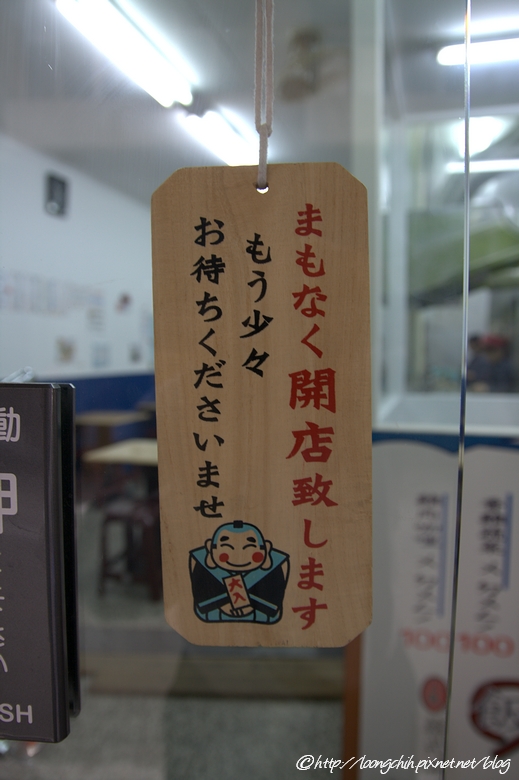 まもなく開店致します
もう少々
お待ちくださいませ
大入
動
押
SH
100
100
©http://loongchih.pixnet.net/blog